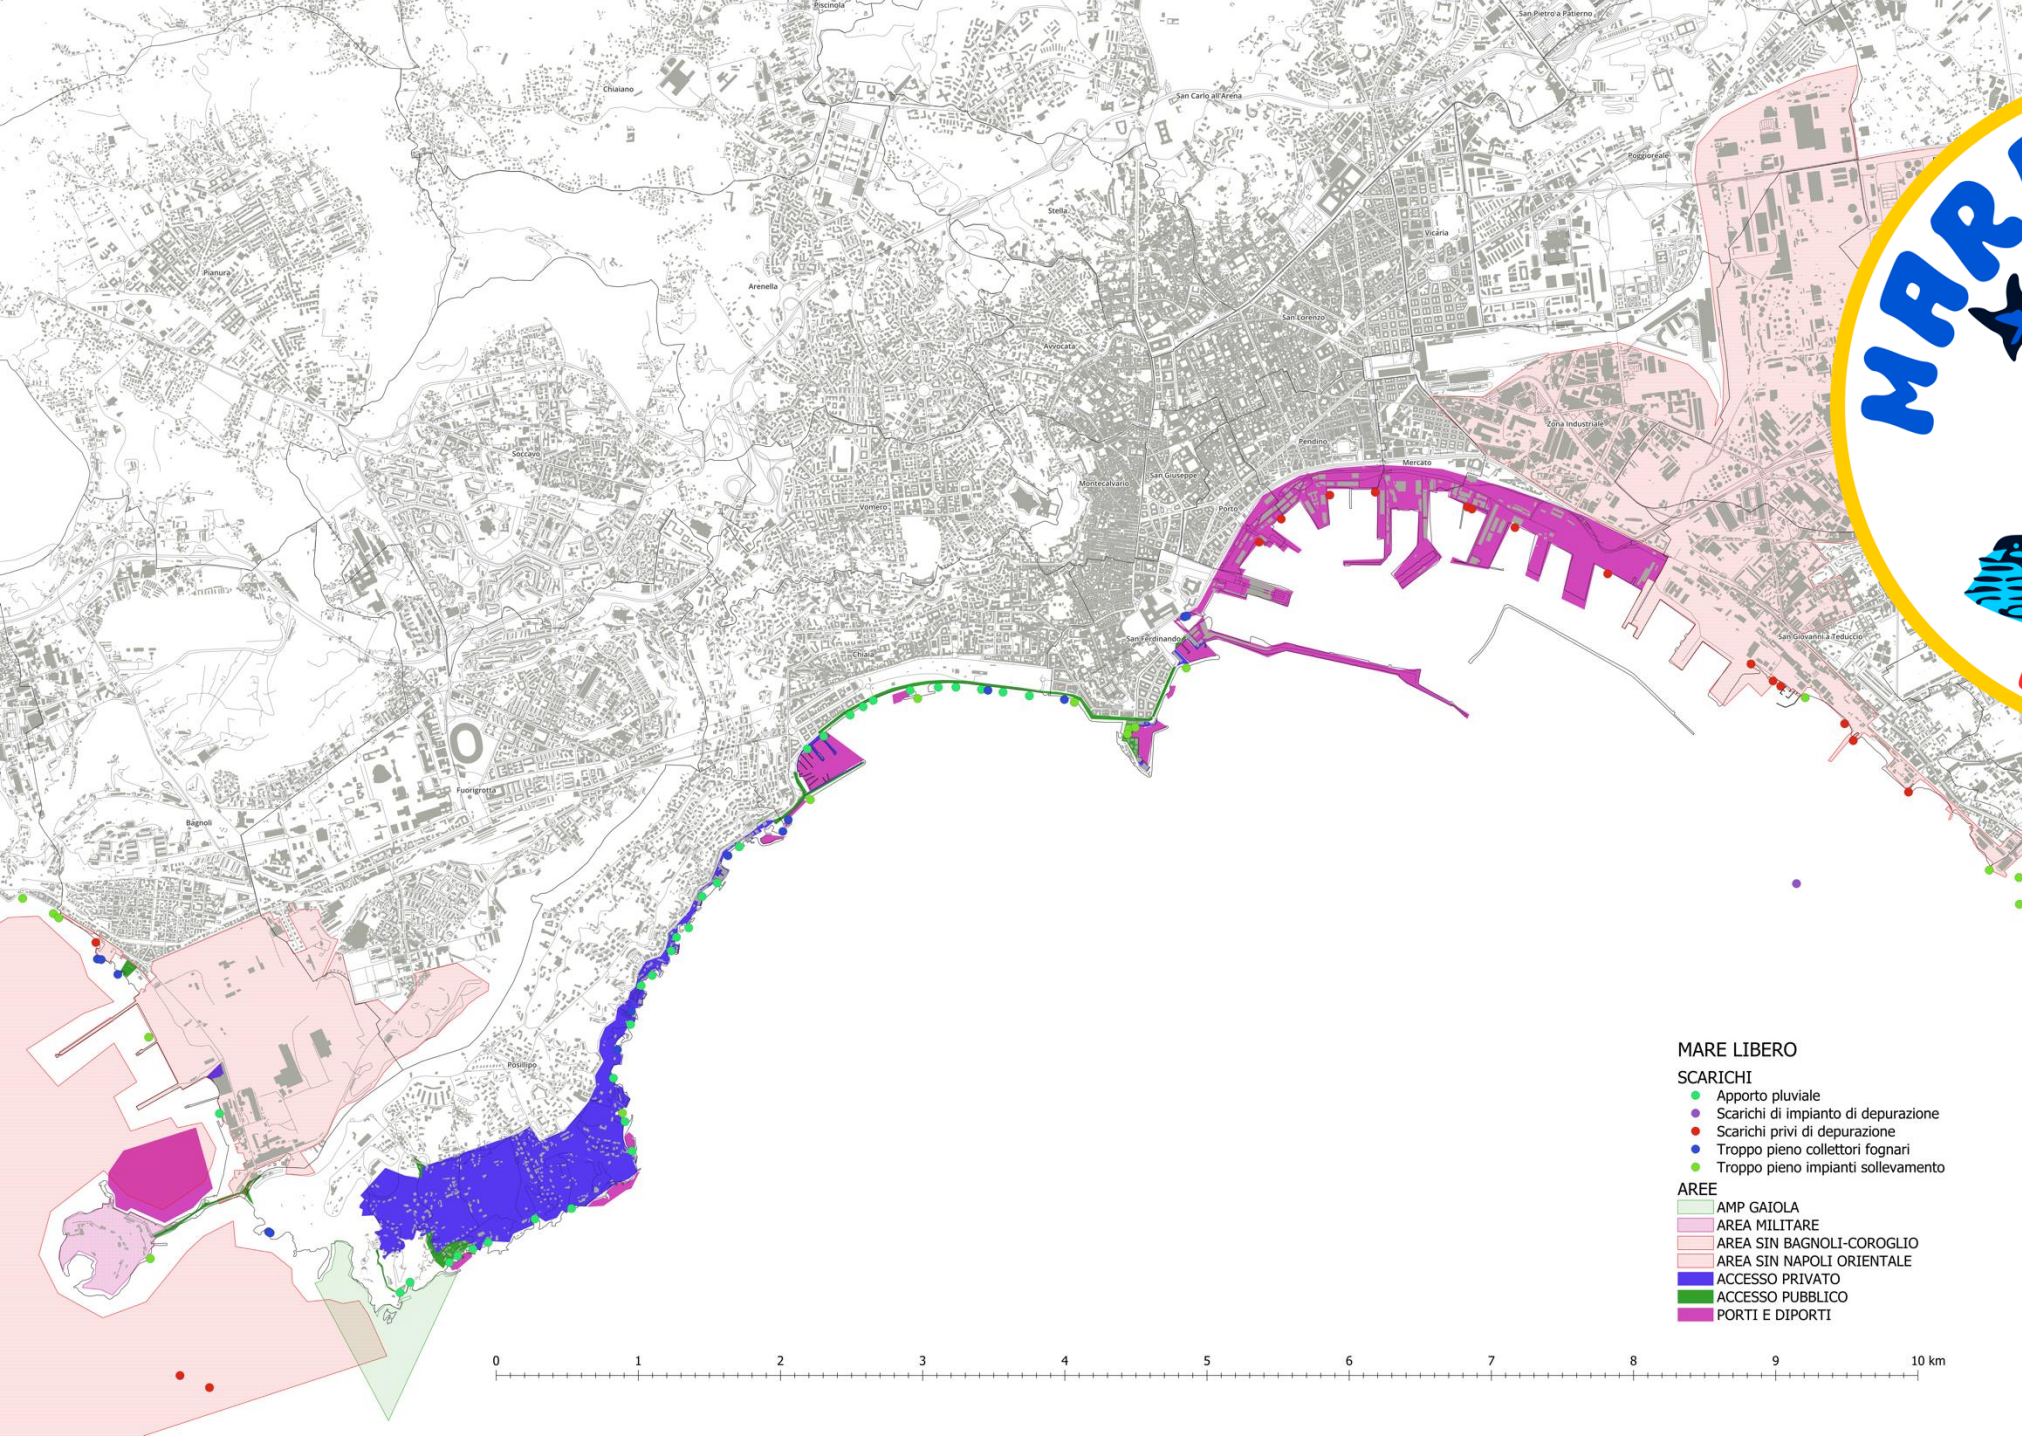 Piscinola
San Pietro a Patierno
Chiaiano
San Carlo all'Arena
Poggioreale
MAR
Stella
Vicaria
Pianura
Arenella
San Lorenzo
Avvocata
Zona Industriale
Pendino
Soccavo
Mercato
San Giuseppe
Montecalvario
Vomero
Porto
San Ferdinando
San Giovanni a Teduccio
Chiaia
Fuorigrotta
Bagnoli
Posillipo
MARE LIBERO
SCARICHI
Apporto pluviale
Scarichi di impianto di depurazione
Scarichi privi di depurazione
Troppo pieno collettori fognari
Troppo pieno impianti sollevamento
AREE
AMP GAIOLA
AREA MILITARE
AREA SIN BAGNOLI-COROGLIO
AREA SIN NAPOLI ORIENTALE
ACCESSO PRIVATO
ACCESSO PUBBLICO
PORTI E DIPORTI
0 1 2 3 4 5 6 7 8 9 10 km